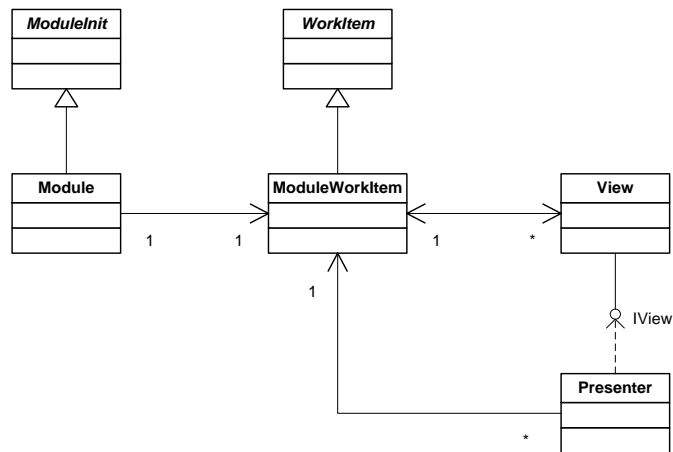 ModuleInit
WorkItem
Module
ModuleWorkItem
View
1
1
1
*
1
IView
Presenter
*